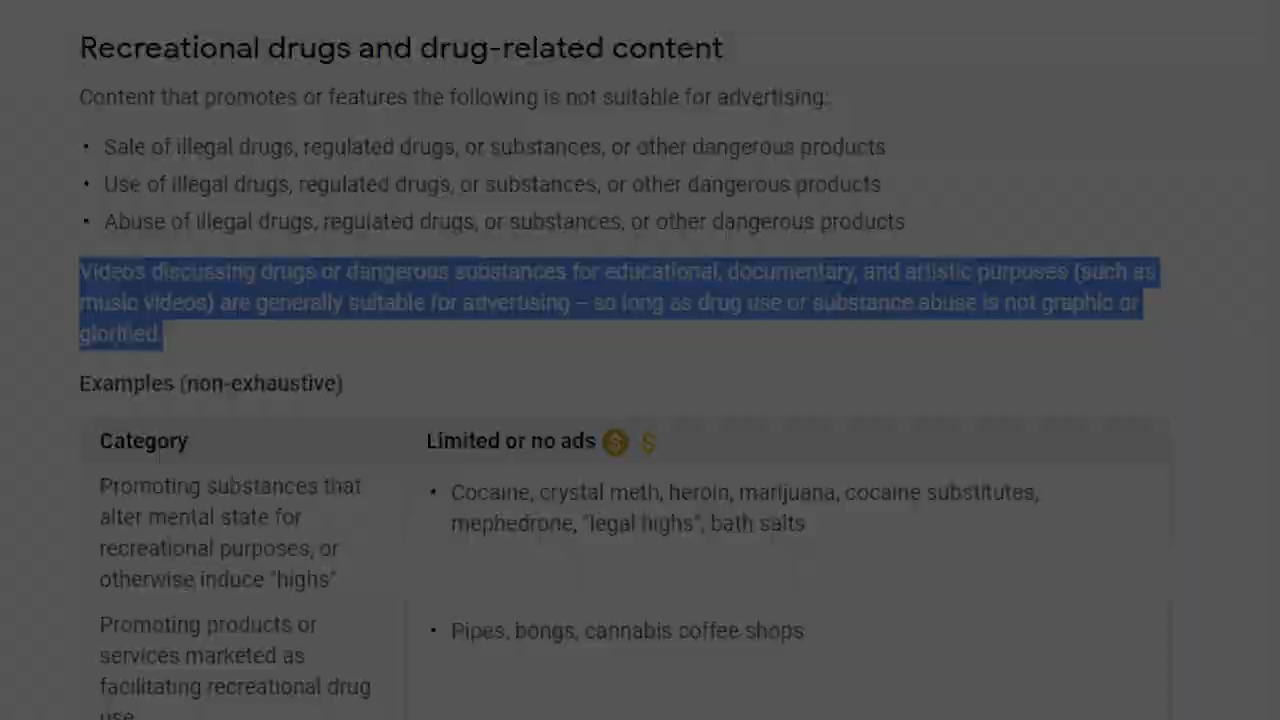 Recreational drugs and drug-related content
Content that promotes or features the following is not suitable for advertising:
• Sale of illegal drugs, regulated drugs, or substances, or other dangerous products
• Use of illegal drugs, regulated drugs, or substances, or other dangerous products
• Abuse of illegal drugs, regulated drugs, or substances, or other dangerous products
Videos discussing drugs or dangerous substances for educational, documentary, and artistic purposes (such as
music videos) are generally suitable for advertising – so long as drug use or substance abuse is not graphic or
glorified.
Examples (non-exhaustive)
Category
Limited or no ads $ $
Promoting substances that
alter mental state for
recreational purposes, or
otherwise induce "highs"
• Cocaine, crystal meth, heroin, marijuana, cocaine substitutes,
mephedrone, "legal highs", bath salts
Promoting products or
services marketed as
facilitating recreational drug
use
• Pipes, bongs, cannabis coffee shops